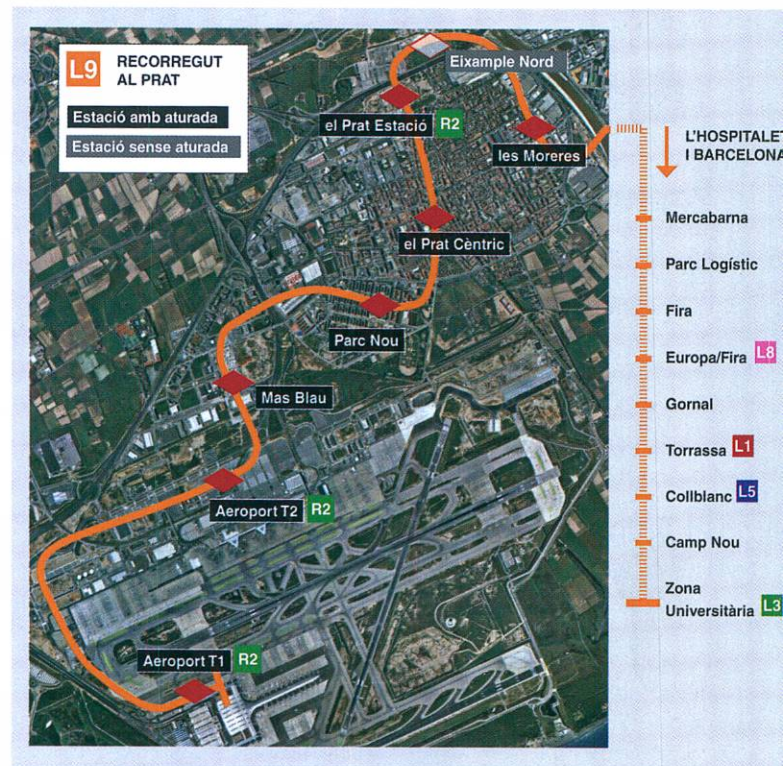 L9 RECORREGUT
AL PRAT
Estació amb aturada
Estació sense aturada
Eixample Nord
el Prat Estació R2
les Moreres
el Prat Cèntric
Parc Nou
Mas Blau
Aeroport T2 R2
Aeroport T1 R2
L'HOSPITALET
I BARCELONA
Mercabarna
Parc Logístic
Fira
Europa/Fira L8
Gornal
Torrassa L1
Collblanc L5
Camp Nou
Zona
Universitària L3